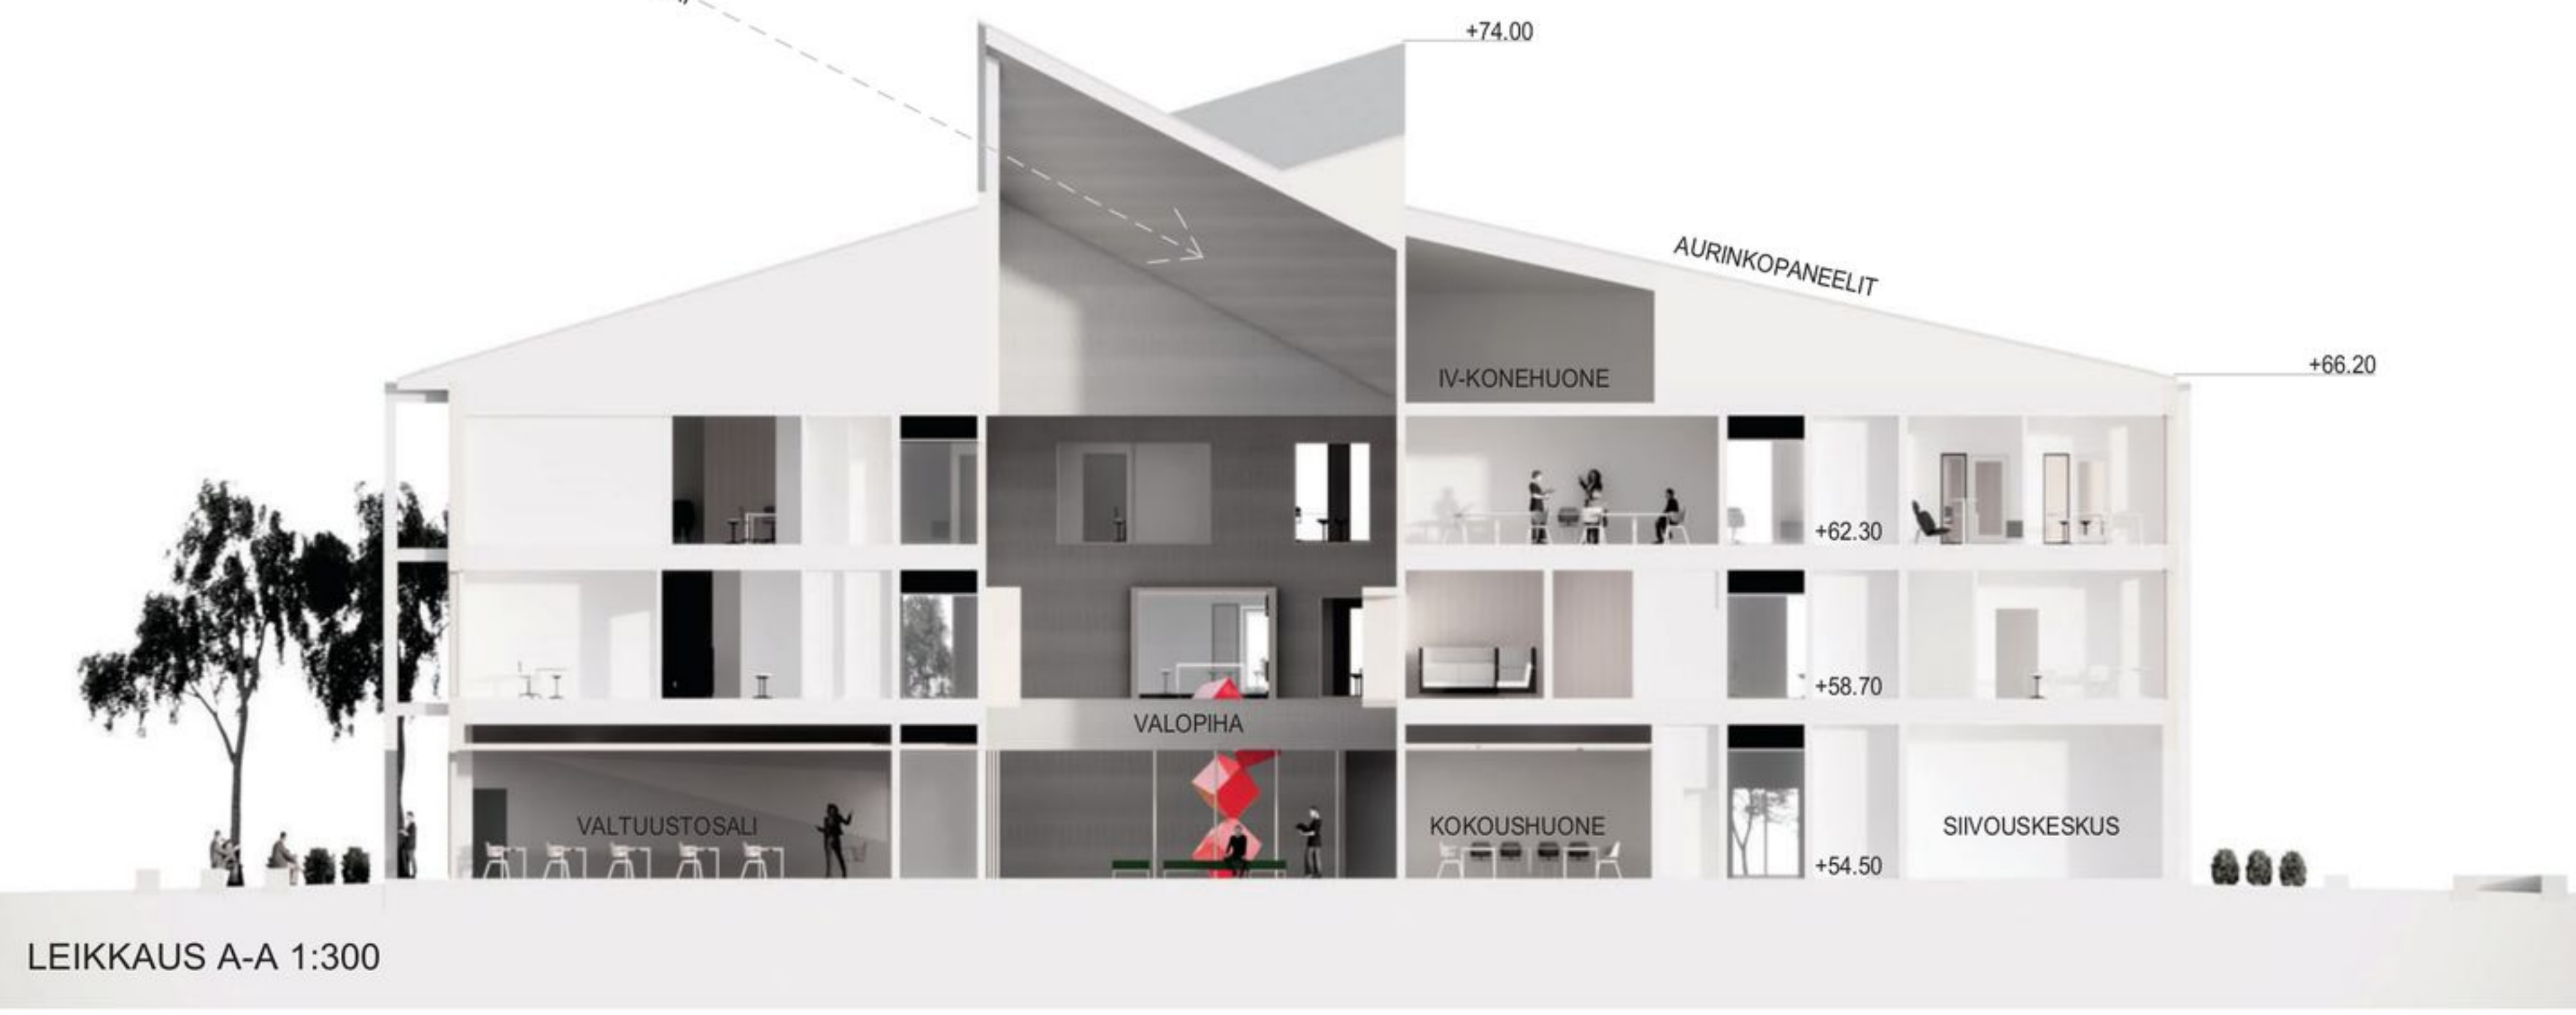 +74.00
AURINKOPANEELIT
+66.20
IV-KONEHUONE
+62.30
+58.70
VALOPIHA
VALTUUSTOSALI
KOKOUSHUONE
SIIVOUSKESKUS
+54.50
LEIKKAUS A-A 1:300